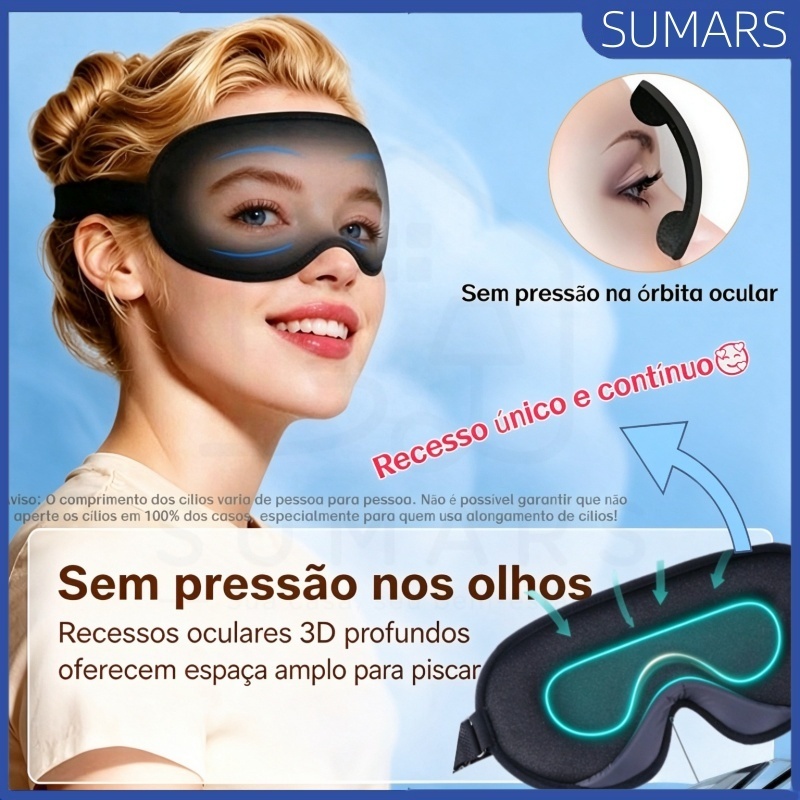 SUMARS
Sem pressão na órbita ocular
Recesso único e contínuo
viso: O comprimento dos cílios varia de pessoa para pessoa. Não é possível garantir que não
aperte os cílios em 100% dos casos, especialmente para quem usa alongamento de cílios!
SUMARS
Sem pressão nos olhos
Recessos oculares 3D profundos
oferecem espaça amplo para piscar